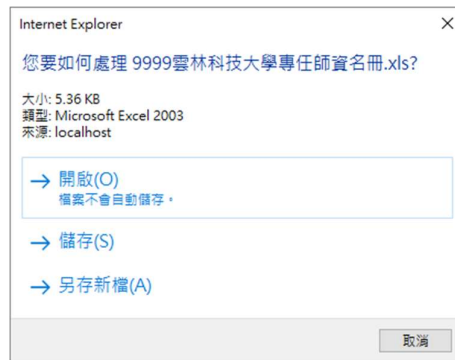 Internet Explorer
您要如何處理 9999雲林科技大學專任師資名冊.xls?
大小: 5.36 KB
類型: Microsoft Excel 2003
來源: localhost
→ 開啟(O)
檔案不會自動儲存。
→ 儲存(S)
→ 另存新檔(A)
取消